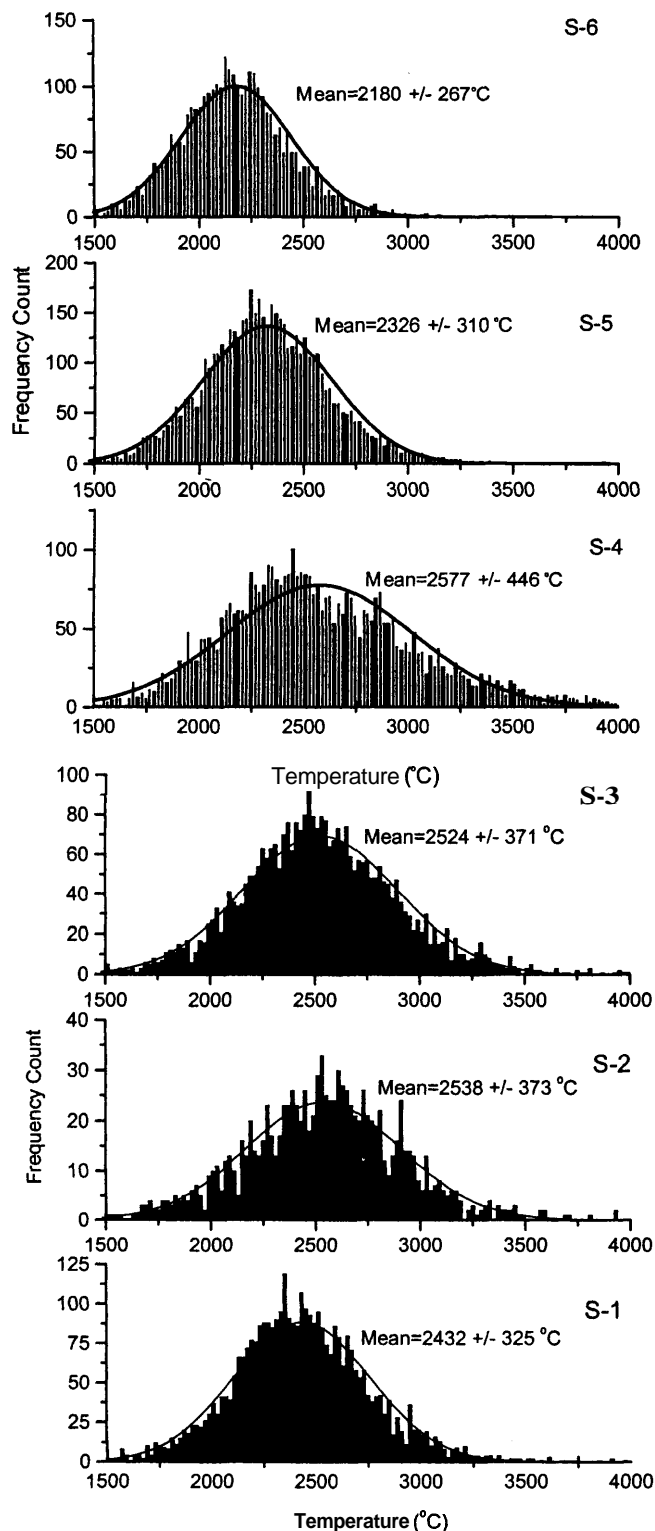 S-6
Mean=2180 +/- 267°C
150
100
50
0
1500 2000 2500 3000 3500 4000
S-5
Mean=2326 +/- 310 °C
200
150
100
50
0
1500 2000 2500 3000 3500 4000
Frequency Count
S-4
Mean=2577 +/- 446 °C
100
50
0
1500 2000 2500 3000 3500 4000
Temperature (°C)
S-3
Mean=2524 +/- 371 °C
100
80
60
40
20
0
1500 2000 2500 3000 3500 4000
S-2
Mean=2538 +/- 373 °C
40
30
20
10
0
1500 2000 2500 3000 3500 4000
Frequency Count
S-1
Mean=2432 +/- 325 °C
125
100
75
50
25
0
1500 2000 2500 3000 3500 4000
Temperature (°C)